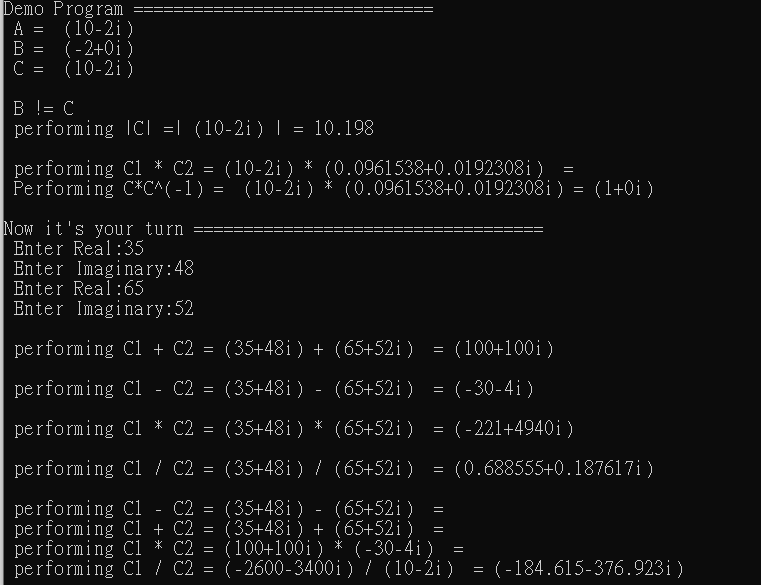 Demo Program ==============================
A =  (10-2i)
B =  (-2+0i)
C =  (10-2i)
B != C
performing |C| =| (10-2i) | = 10.198
performing C1 * C2 = (10-2i) * (0.0961538+0.0192308i)  =
Performing C*C^(-1) =  (10-2i) * (0.0961538+0.0192308i) = (1+0i)
Now it's your turn ===================================
Enter Real:35
Enter Imaginary:48
Enter Real:65
Enter Imaginary:52
performing C1 + C2 = (35+48i) + (65+52i)  = (100+100i)
performing C1 - C2 = (35+48i) - (65+52i)  = (-30-4i)
performing C1 * C2 = (35+48i) * (65+52i)  = (-221+4940i)
performing C1 / C2 = (35+48i) / (65+52i)  = (0.688555+0.187617i)
performing C1 - C2 = (35+48i) - (65+52i)  =
performing C1 + C2 = (35+48i) + (65+52i)  =
performing C1 * C2 = (100+100i) * (-30-4i)  =
performing C1 / C2 = (-2600-3400i) / (10-2i)  = (-184.615-376.923i)